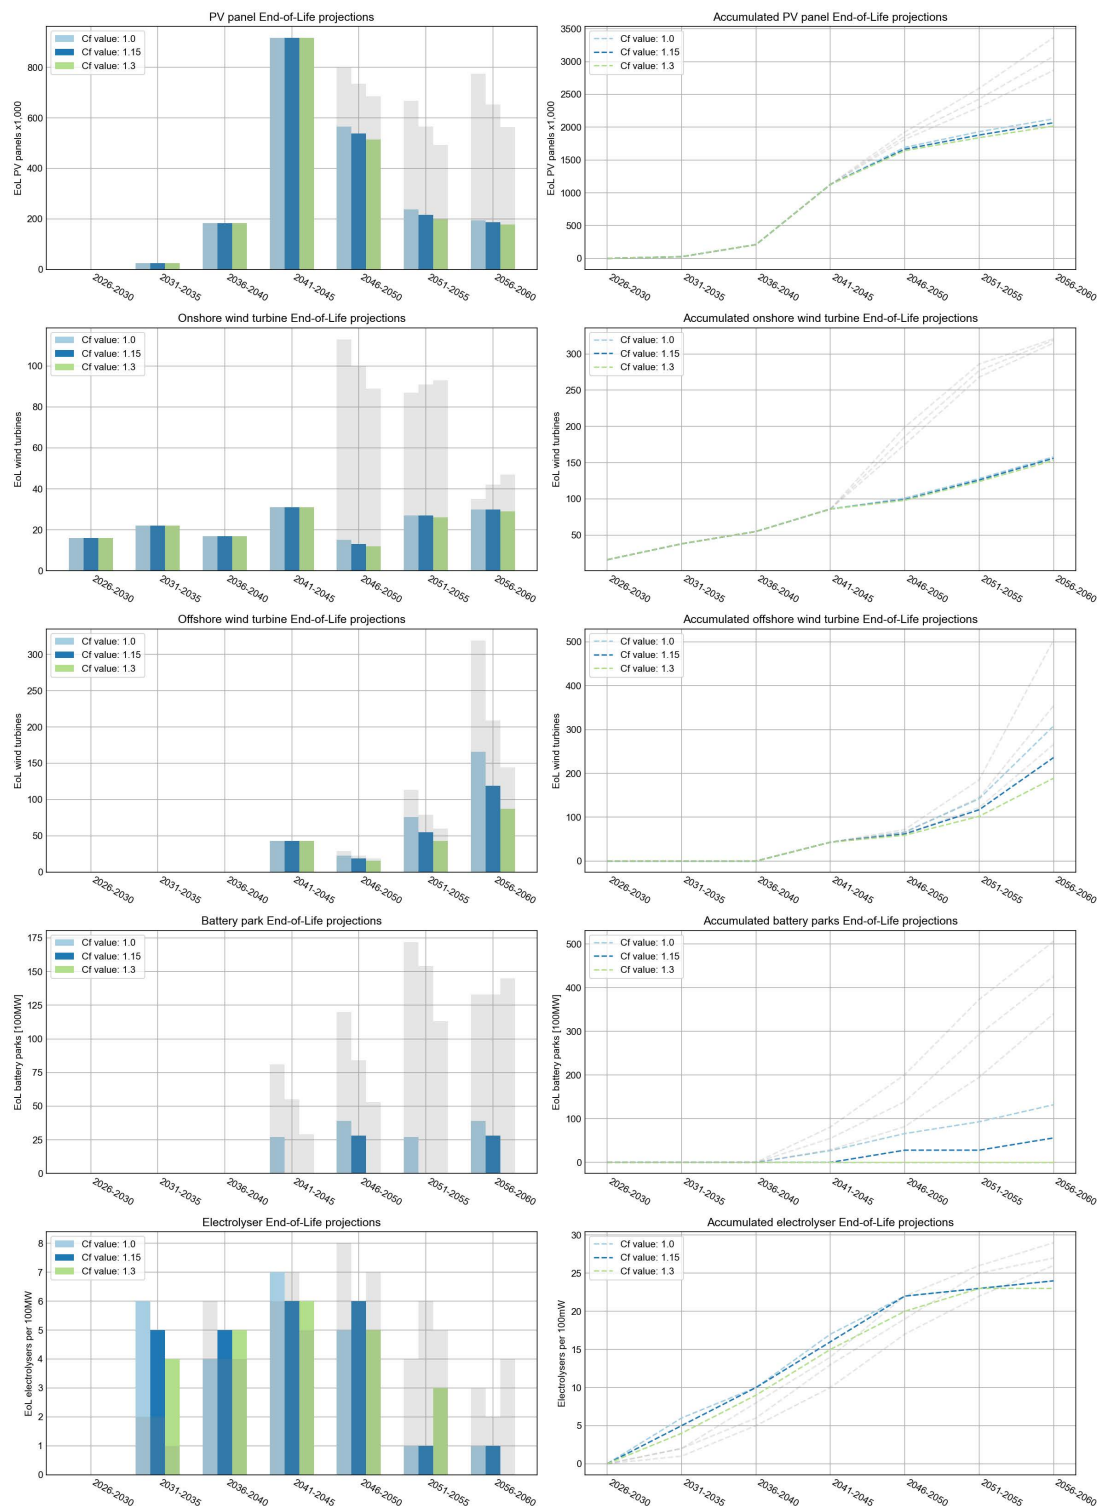 PV panel End-of-Life projections
Cf value: 1.0
Cf value: 1.15
Cf value: 1.3
EoL PV panels x1,000
800
600
400
200
0
2026-2030
2031-2035
2036-2040
2041-2045
2046-2050
2051-2055
2056-2060
Accumulated PV panel End-of-Life projections
Cf value: 1.0
Cf value: 1.15
Cf value: 1.3
EoL PV panels x1,000
3500
3000
2500
2000
1500
1000
500
0
2026-2030
2031-2035
2036-2040
2041-2045
2046-2050
2051-2055
2056-2060
Onshore wind turbine End-of-Life projections
Cf value: 1.0
Cf value: 1.15
Cf value: 1.3
EoL wind turbines
100
80
60
40
20
0
2026-2030
2031-2035
2036-2040
2041-2045
2046-2050
2051-2055
2056-2060
Accumulated onshore wind turbine End-of-Life projections
Cf value: 1.0
Cf value: 1.15
Cf value: 1.3
EoL wind turbines
300
250
200
150
100
50
2026-2030
2031-2035
2036-2040
2041-2045
2046-2050
2051-2055
2056-2060
Offshore wind turbine End-of-Life projections
Cf value: 1.0
Cf value: 1.15
Cf value: 1.3
EoL wind turbines
300
250
200
150
100
50
0
2026-2030
2031-2035
2036-2040
2041-2045
2046-2050
2051-2055
2056-2060
Accumulated offshore wind turbine End-of-Life projections
Cf value: 1.0
Cf value: 1.15
Cf value: 1.3
EoL wind turbines
500
400
300
200
100
0
2026-2030
2031-2035
2036-2040
2041-2045
2046-2050
2051-2055
2056-2060
Battery park End-of-Life projections
Cf value: 1.0
Cf value: 1.15
Cf value: 1.3
EoL battery parks [100MW]
175
150
125
100
75
50
25
0
2026-2030
2031-2035
2036-2040
2041-2045
2046-2050
2051-2055
2056-2060
Accumulated battery parks End-of-Life projections
Cf value: 1.0
Cf value: 1.15
Cf value: 1.3
EoL battery parks [100MW]
500
400
300
200
100
0
2026-2030
2031-2035
2036-2040
2041-2045
2046-2050
2051-2055
2056-2060
Electrolyser End-of-Life projections
Cf value: 1.0
Cf value: 1.15
Cf value: 1.3
EoL electrolysers per 100MW
8
7
6
5
4
3
2
1
0
2026-2030
2031-2035
2036-2040
2041-2045
2046-2050
2051-2055
2056-2060
Accumulated electrolyser End-of-Life projections
Cf value: 1.0
Cf value: 1.15
Cf value: 1.3
Electrolysers per 100mW
30
25
20
15
10
5
0
2026-2030
2031-2035
2036-2040
2041-2045
2046-2050
2051-2055
2056-2060